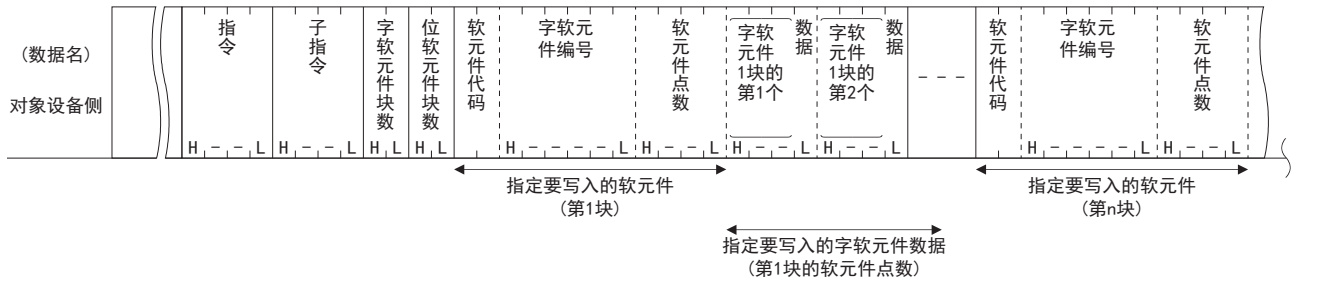 (数据名)
对象设备侧
指令
子指令
字软元件块数
位软元件块数
软元件代码
字软元
件编号
软元件点数
字软
元件
1块的
第1个
数据
字软
元件
1块的
第2个
数据
- - -
软元件代码
字软元
件编号
软元件点数
H - - L
H - - L
H L
H L
H - - - - L
H - - L
H - - L
H - - L
H - - - - L
H - - L
指定要写入的软元件
(第1块)
指定要写入的软元件
(第n块)
指定要写入的字软元件数据
(第1块的软元件点数)